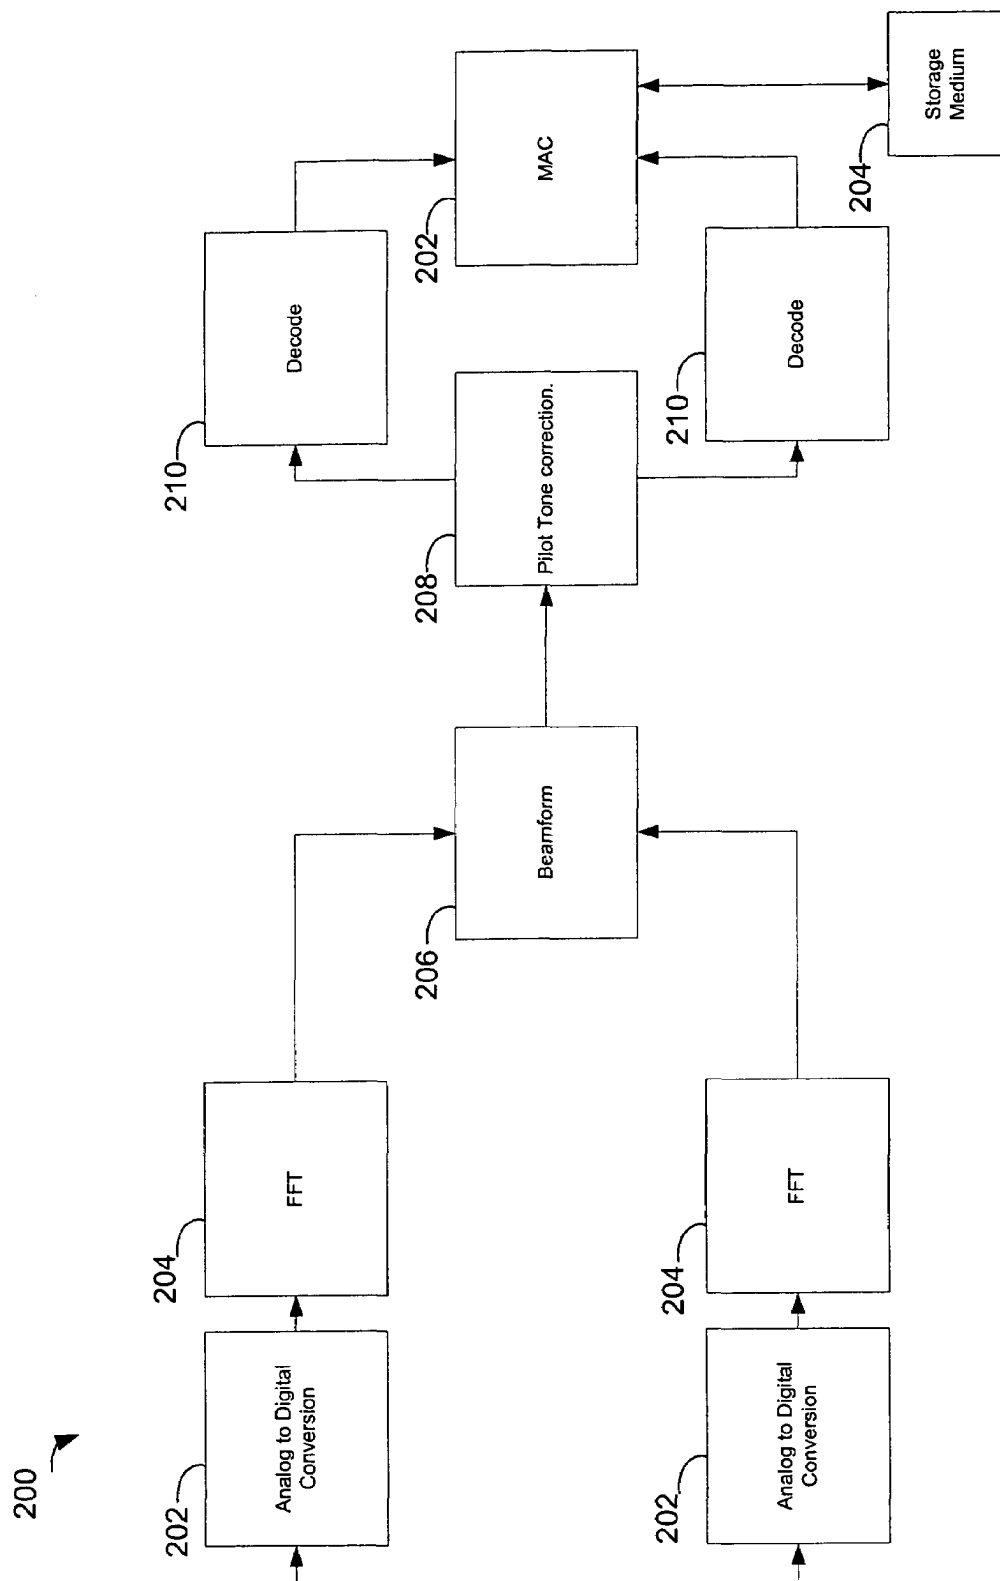 200
202
Analog to Digital
Conversion
204
FFT
206
Beamform
208
Pilot Tone correction.
210
Decode
202
MAC
202
Analog to Digital
Conversion
204
FFT
210
Decode
204
Storage
Medium